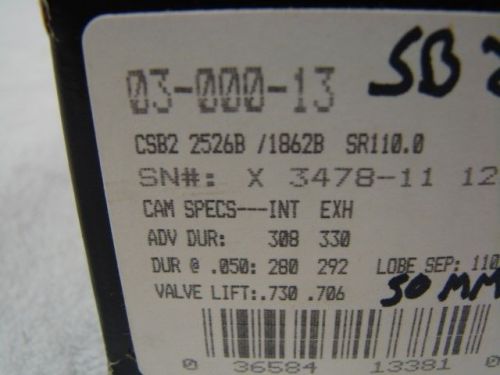 03-000-13 SB
CSB2 2526B /1862B SR110.0
SN#: X 3478-11 12
CAM SPECS---INT EXH
ADV DUR: 308 330
DUR @ .050: 280 292 LOBE SEP: 110
VALVE LIFT:.730 .706 50 MM
0 36584 13381 0